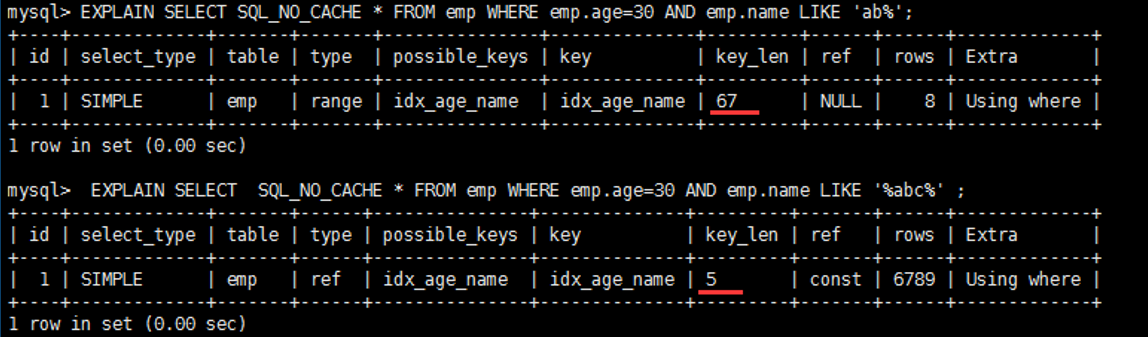 mysql> EXPLAIN SELECT SQL_NO_CACHE * FROM emp WHERE emp.age=30 AND emp.name LIKE 'ab%';
+----+-------------+-------+-------+---------------+--------------+---------+------+------+-------------+
| id | select_type | table | type  | possible_keys | key          | key_len | ref  | rows | Extra       |
+----+-------------+-------+-------+---------------+--------------+---------+------+------+-------------+
|  1 | SIMPLE      | emp   | range | idx_age_name  | idx_age_name | 67      | NULL |    8 | Using where |
+----+-------------+-------+-------+---------------+--------------+---------+------+------+-------------+
1 row in set (0.00 sec)
mysql>  EXPLAIN SELECT  SQL_NO_CACHE * FROM emp WHERE emp.age=30 AND emp.name LIKE '%abc%' ;
+----+-------------+-------+------+---------------+--------------+---------+-------+------+-------------+
| id | select_type | table | type | possible_keys | key          | key_len | ref   | rows | Extra       |
+----+-------------+-------+------+---------------+--------------+---------+-------+------+-------------+
|  1 | SIMPLE      | emp   | ref  | idx_age_name  | idx_age_name | 5       | const | 6789 | Using where |
+----+-------------+-------+------+---------------+--------------+---------+-------+------+-------------+
1 row in set (0.00 sec)